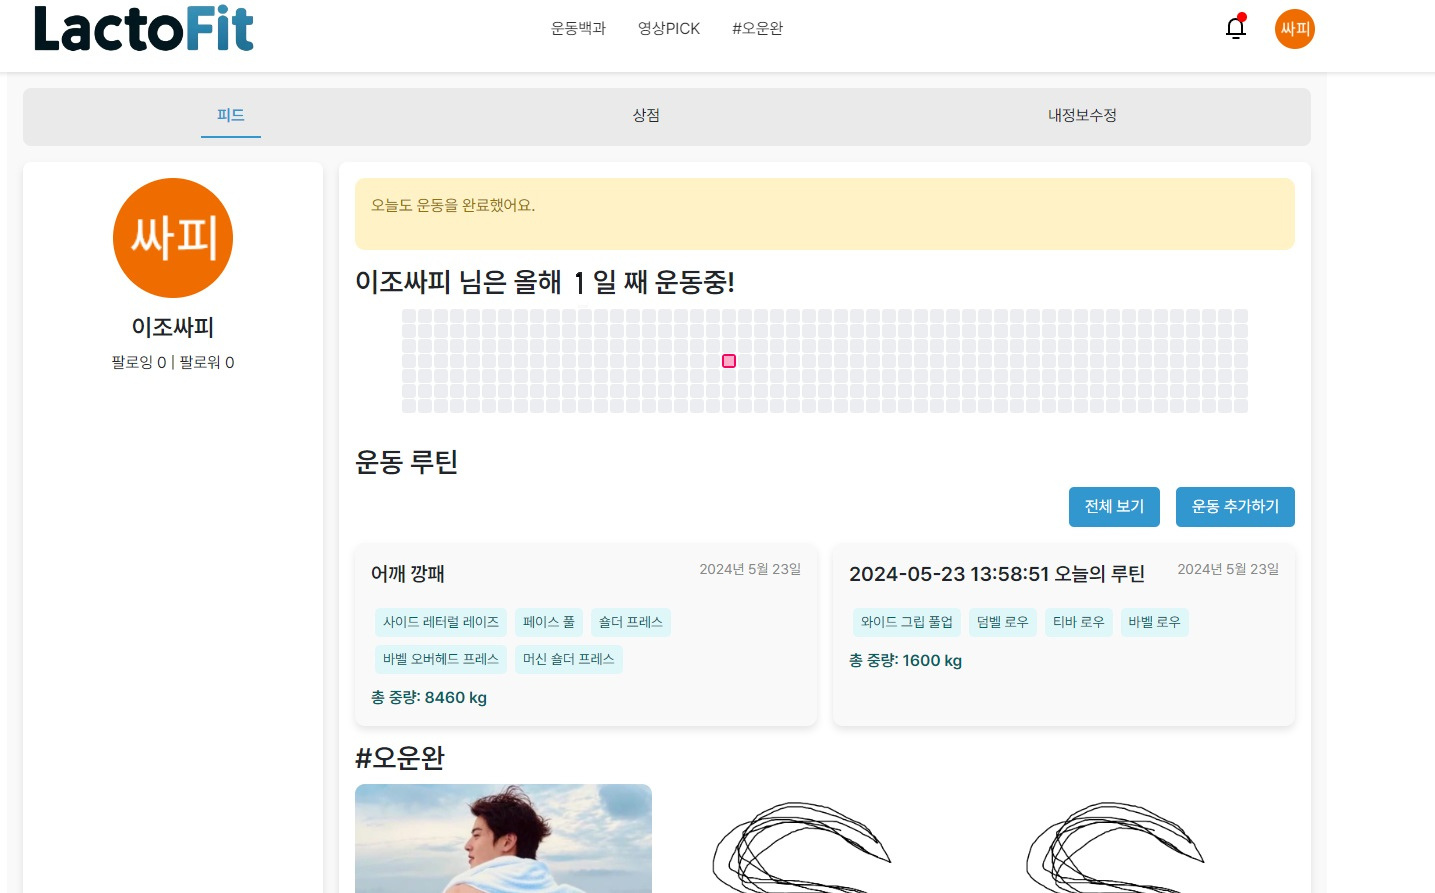 LactoFit
운동백과 영상PICK #오운완
싸피
피드 상점 내정보수정
싸피
이조싸피
팔로잉 0 | 팔로워 0
오늘도 운동을 완료했어요.
이조싸피 님은 올해 1 일 째 운동중!
운동 루틴
전체 보기 운동 추가하기
어깨 깡패 2024년 5월 23일
사이드 레터럴 레이즈 페이스 풀 숄더 프레스
바벨 오버헤드 프레스 머신 숄더 프레스
총 중량: 8460 kg
2024-05-23 13:58:51 오늘의 루틴 2024년 5월 23일
와이드 그립 풀업 덤벨 로우 티바 로우 바벨 로우
총 중량: 1600 kg
#오운완